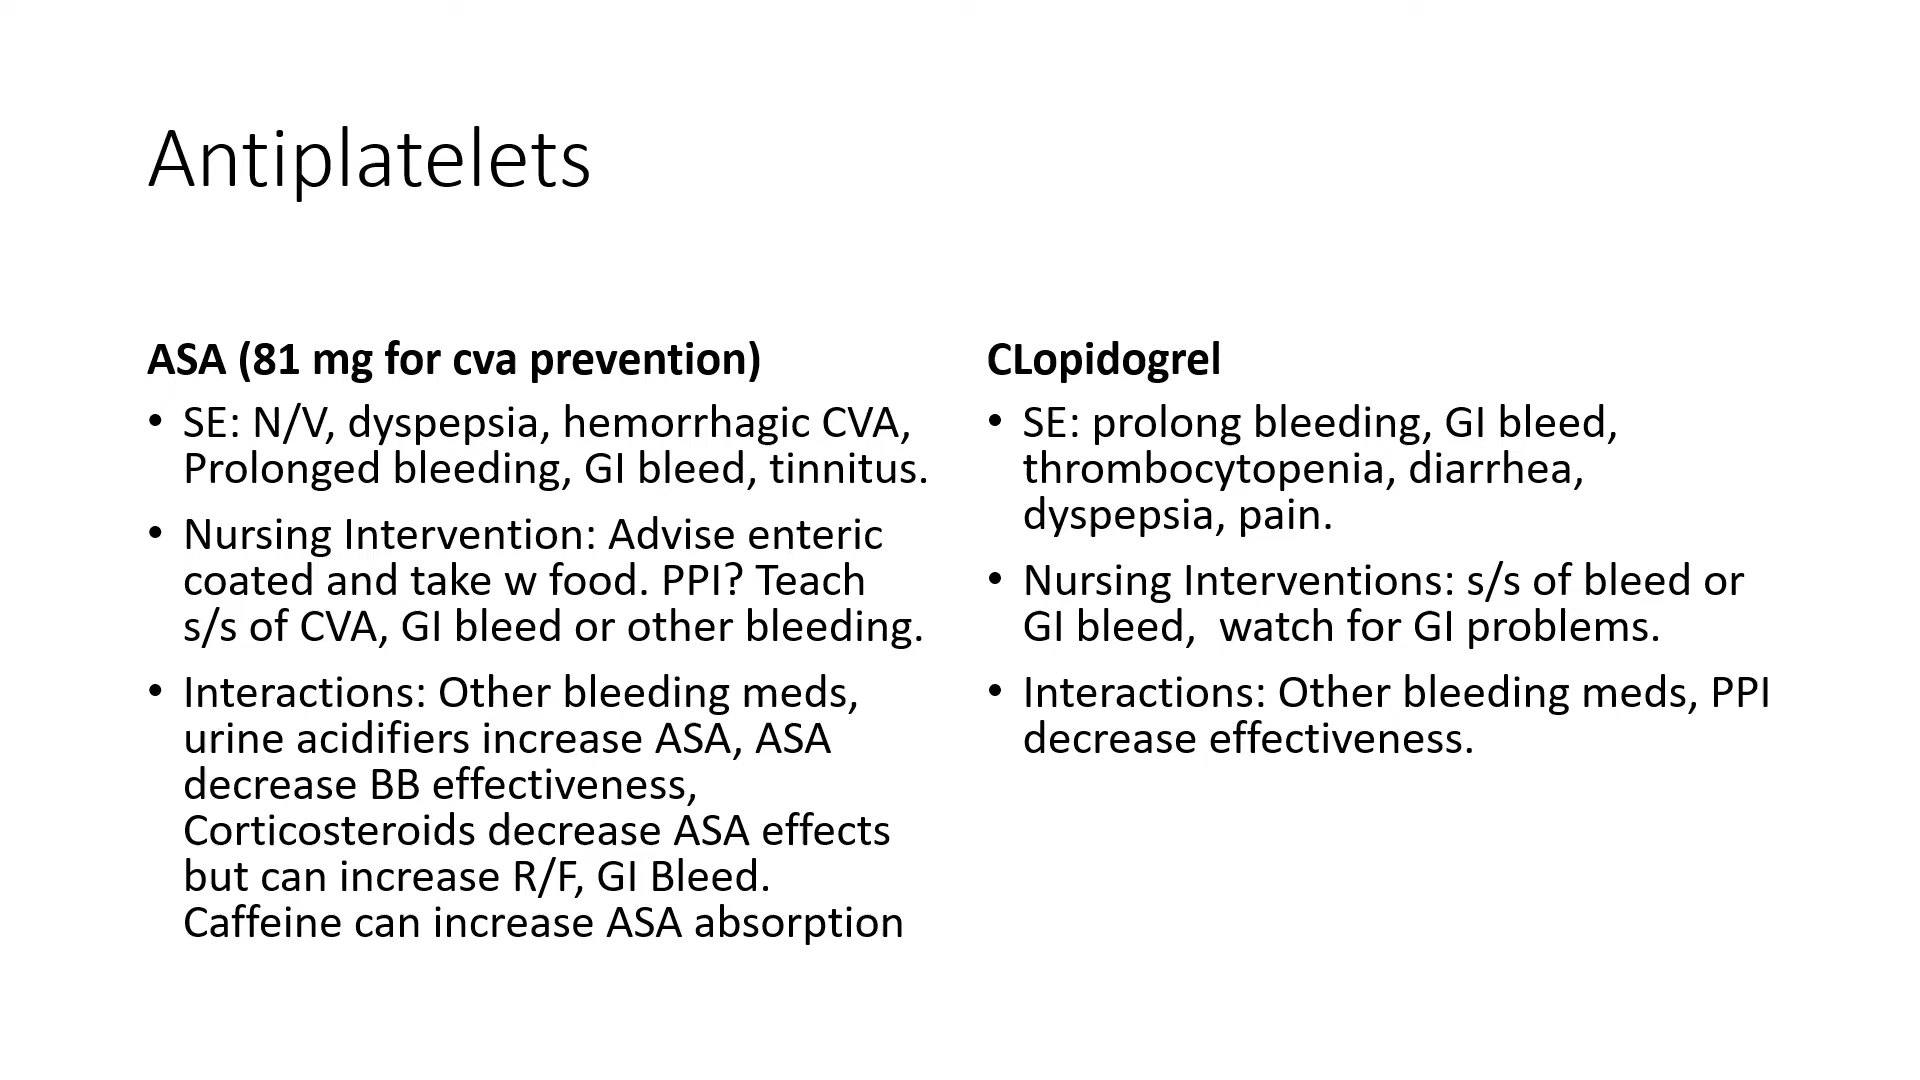 Antiplatelets
ASA (81 mg for cva prevention)
• SE: N/V, dyspepsia, hemorrhagic CVA,
Prolonged bleeding, GI bleed, tinnitus.
• Nursing Intervention: Advise enteric
coated and take w food. PPI? Teach
s/s of CVA, GI bleed or other bleeding.
• Interactions: Other bleeding meds,
urine acidifiers increase ASA, ASA
decrease BB effectiveness,
Corticosteroids decrease ASA effects
but can increase R/F, GI Bleed.
Caffeine can increase ASA absorption
CLopidogrel
• SE: prolong bleeding, GI bleed,
thrombocytopenia, diarrhea,
dyspepsia, pain.
• Nursing Interventions: s/s of bleed or
GI bleed,  watch for GI problems.
• Interactions: Other bleeding meds, PPI
decrease effectiveness.